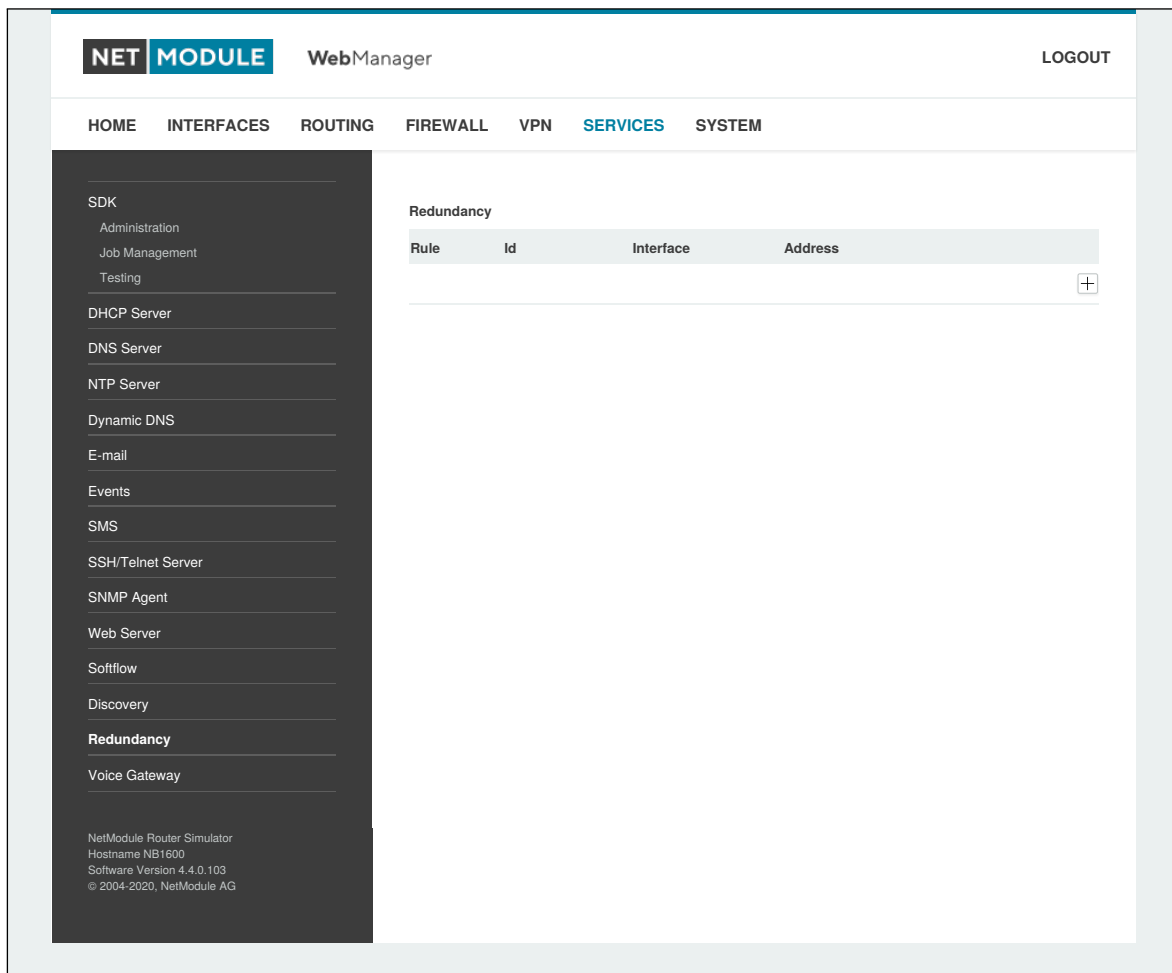 NET MODULE WebManager LOGOUT
HOME INTERFACES ROUTING FIREWALL VPN SERVICES SYSTEM
SDK
Administration
Job Management
Testing
DHCP Server
DNS Server
NTP Server
Dynamic DNS
E-mail
Events
SMS
SSH/Telnet Server
SNMP Agent
Web Server
Softflow
Discovery
Redundancy
Voice Gateway
NetModule Router Simulator
Hostname NB1600
Software Version 4.4.0.103
© 2004-2020, NetModule AG
Redundancy
Rule Id Interface Address